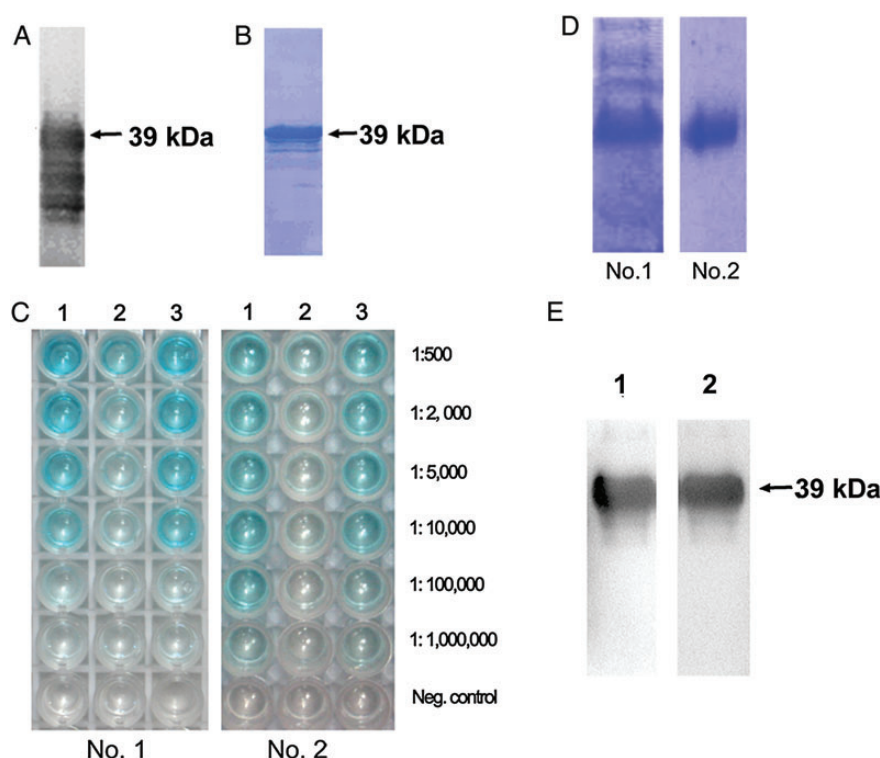 A
39 kDa
B
39 kDa
C
1 2 3
1 2 3
1:500
1: 2, 000
1: 5,000
1: 10,000
1: 100,000
1: 1,000,000
Neg. control
No. 1
No. 2
D
No.1
No.2
E
1
2
39 kDa